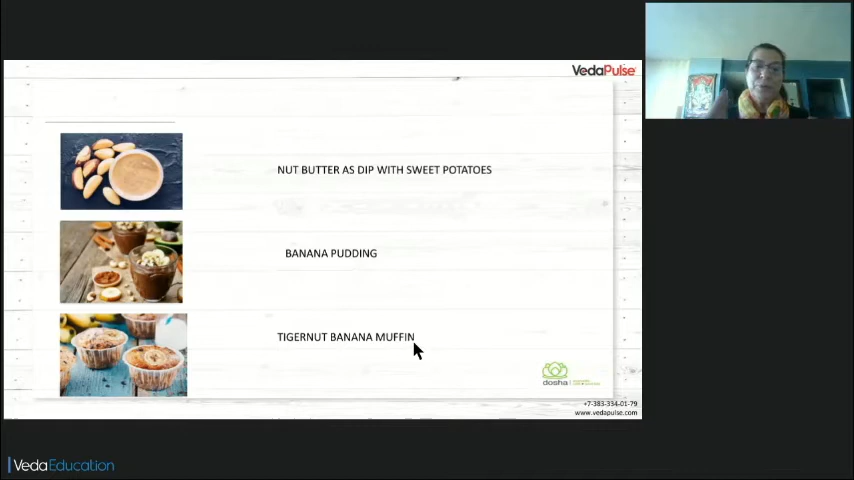 VedaPulse
NUT BUTTER AS DIP WITH SWEET POTATOES
BANANA PUDDING
TIGERNUT BANANA MUFFIN
dosha
+7-383-334-01-79
www.vedapulse.com
VedaEducation